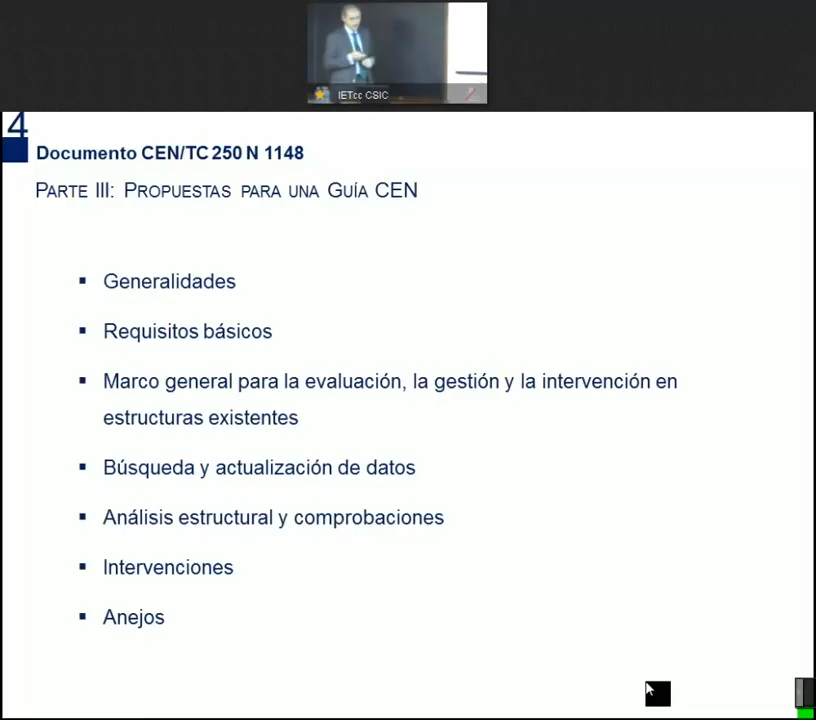 IETcc CSIC
4
Documento CEN/TC 250 N 1148
PARTE III: PROPUESTAS PARA UNA GUÍA CEN
▪ Generalidades
▪ Requisitos básicos
▪ Marco general para la evaluación, la gestión y la intervención en
estructuras existentes
▪ Búsqueda y actualización de datos
▪ Análisis estructural y comprobaciones
▪ Intervenciones
▪ Anejos